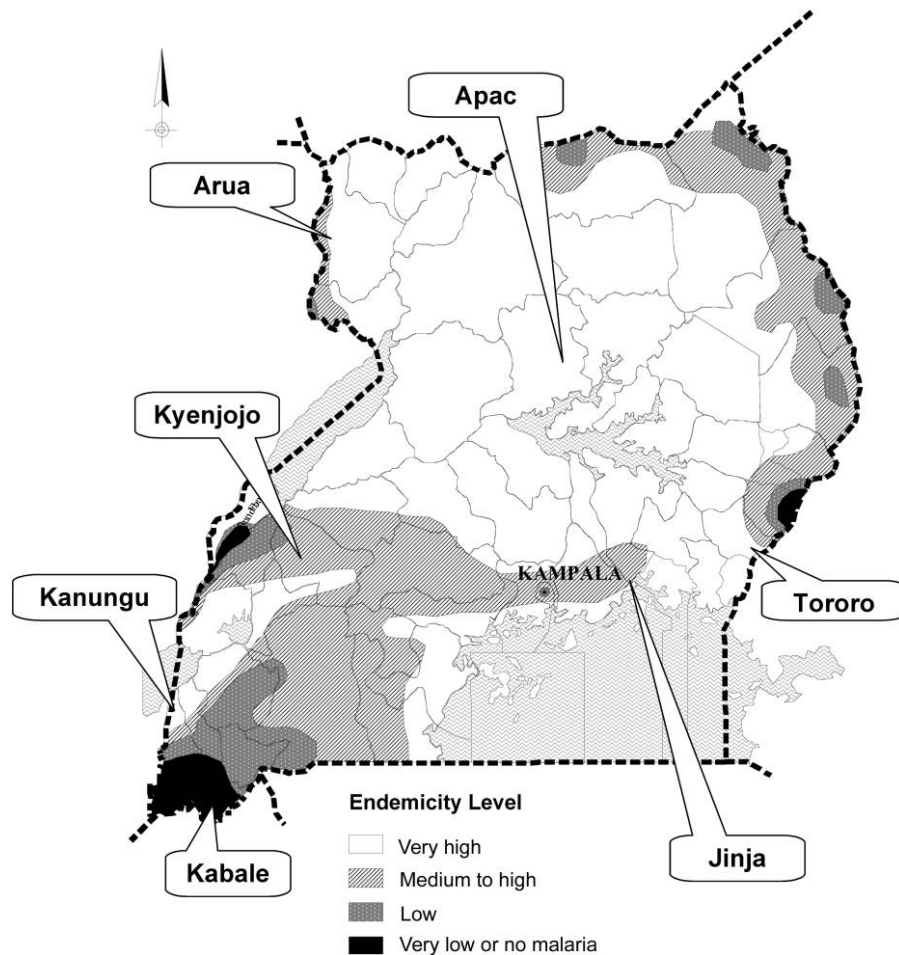 Apac
Arua
Kyenjojo
KAMPALA
Kanungu
Tororo
Kabale
Jinja
Endemicity Level
Very high
Medium to high
Low
Very low or no malaria